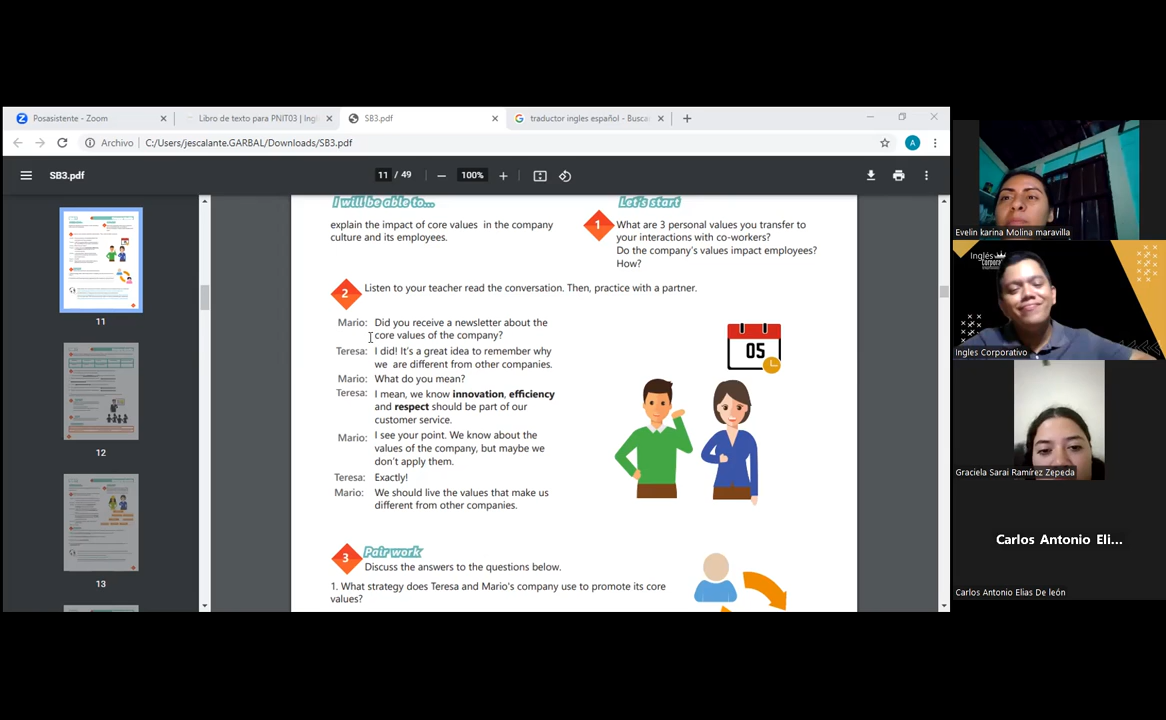 Posasistente - Zoom
Libro de texto para PNIT03 | Ingl
SB3.pdf
traductor ingles español - Busca
Archivo
C:/Users/jescalante.GARBAL/Downloads/SB3.pdf
A
SB3.pdf
11 / 49
100%
I will be able to...
explain the impact of core values in the company
culture and its employees.
Let's start
1
What are 3 personal values you transfer to
your interactions with co-workers?
Do the company's values impact employees?
How?
2
Listen to your teacher read the conversation. Then, practice with a partner.
Mario: Did you receive a newsletter about the
core values of the company?
Teresa: I did! It's a great idea to remember why
we are different from other companies.
Mario: What do you mean?
Teresa: I mean, we know innovation, efficiency
and respect should be part of our
customer service.
Mario: I see your point. We know about the
values of the company, but maybe we
don't apply them.
Teresa: Exactly!
Mario: We should live the values that make us
different from other companies.
05
3
Pair work
Discuss the answers to the questions below.
1. What strategy does Teresa and Mario's company use to promote its core
values?
11
12
13
Evelin karina Molina maravilla
Inglés
Corporativo
Ingles Corporativo
Graciela Sarai Ramírez Zepeda
Carlos Antonio Eli...
Carlos Antonio Elias De león